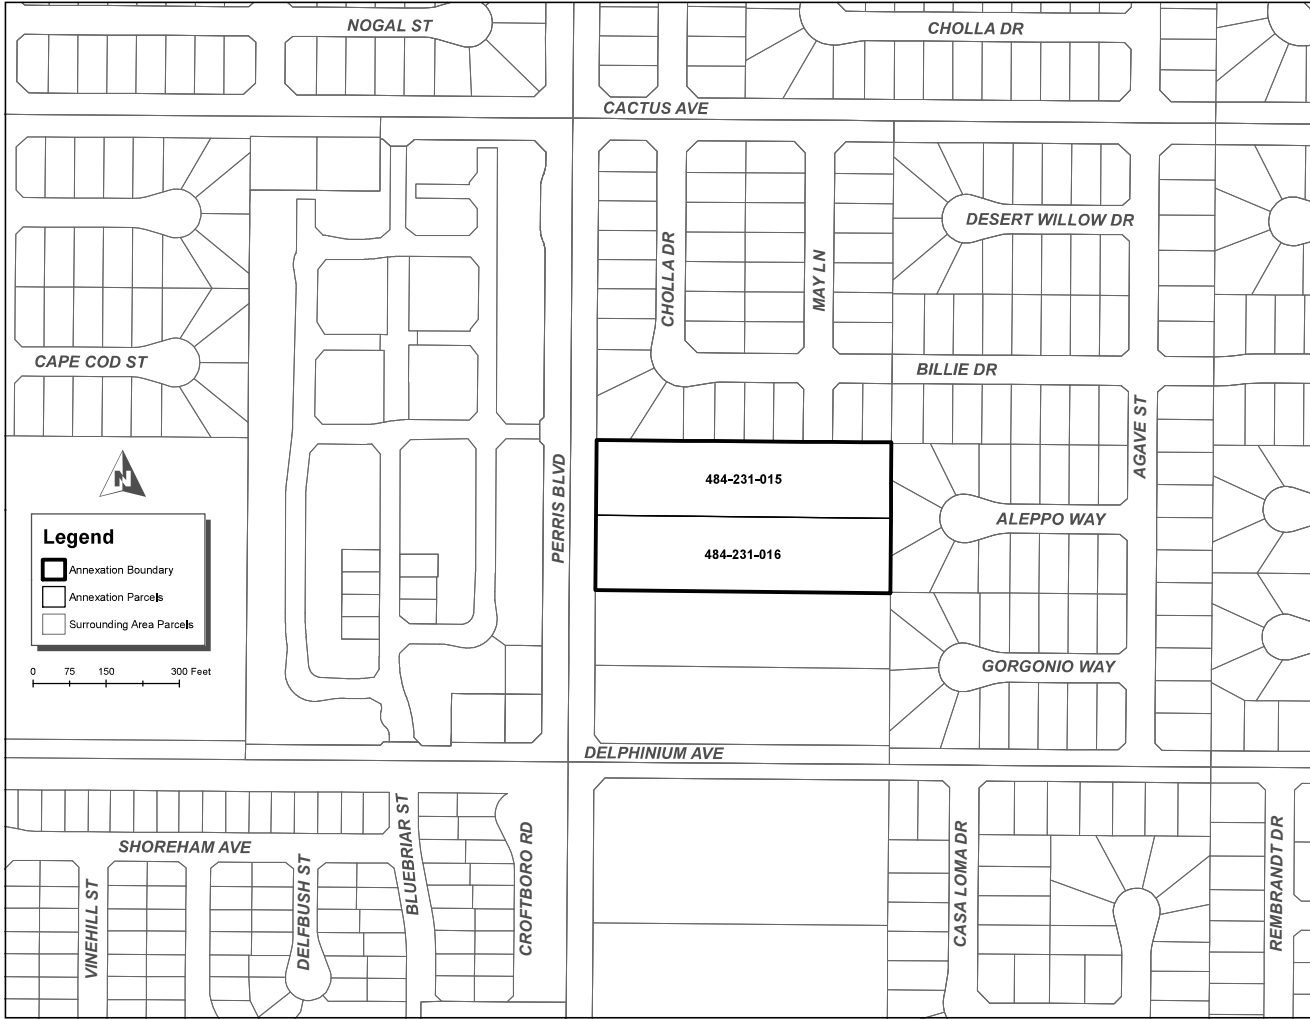 NOGAL ST
CHOLLA DR
CACTUS AVE
DESERT WILLOW DR
CHOLLA DR
MAY LN
CAPE COD ST
BILLIE DR
AGAVE ST
PERRIS BLVD
484-231-015
N
ALEPPO WAY
484-231-016
Legend
Annexation Boundary
Annexation Parcels
Surrounding Area Parcels
0 75 150 300 Feet
GORGONIO WAY
DELPHINIUM AVE
SHOREHAM AVE
BLUEBRIAR ST
CROFTBORO RD
VINEHILL ST
DELFBUSH ST
CASA LOMA DR
REMBRANDT DR